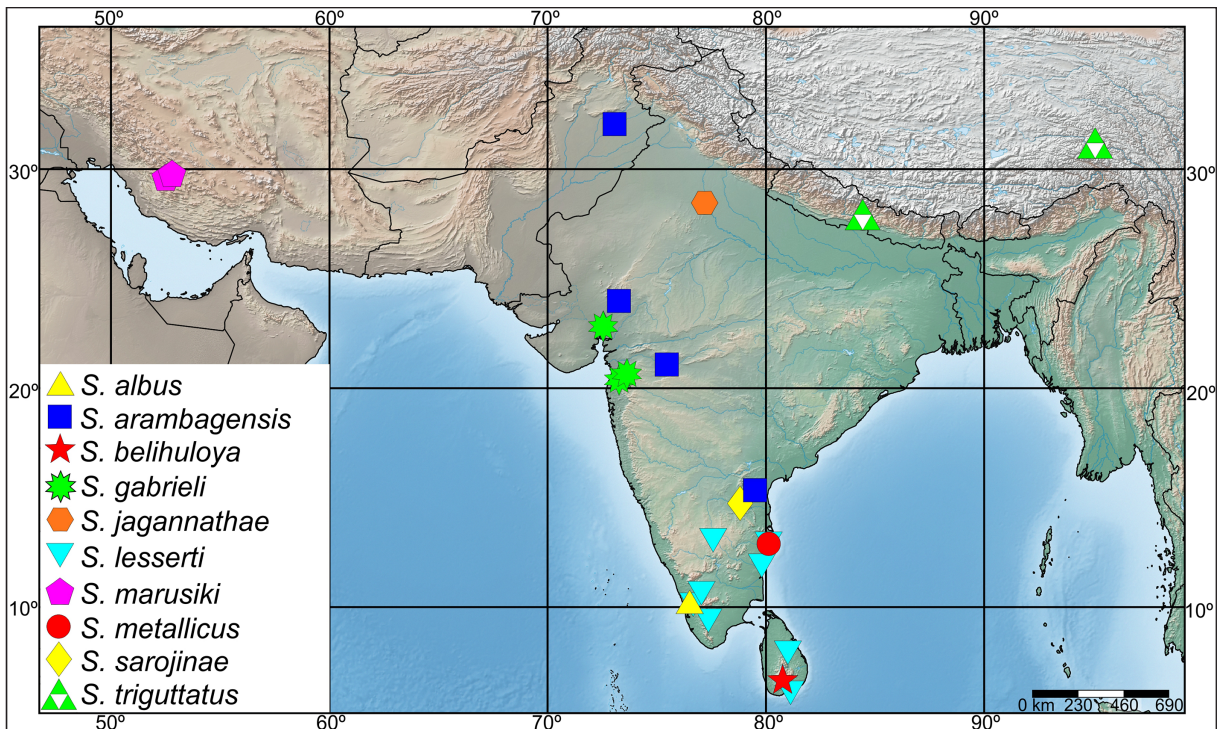 50º 60º 70º 80º 90º
30º 30º
20º 20º
S. albus
S. arambagensis
S. belihuloya
S. gabrieli
S. jagannathae
S. lesserti
S. marusiki
S. metallicus
S. sarojinae
S. triguttatus
10º 10º
0 km 230 460 690
50º 60º 70º 80º 90º